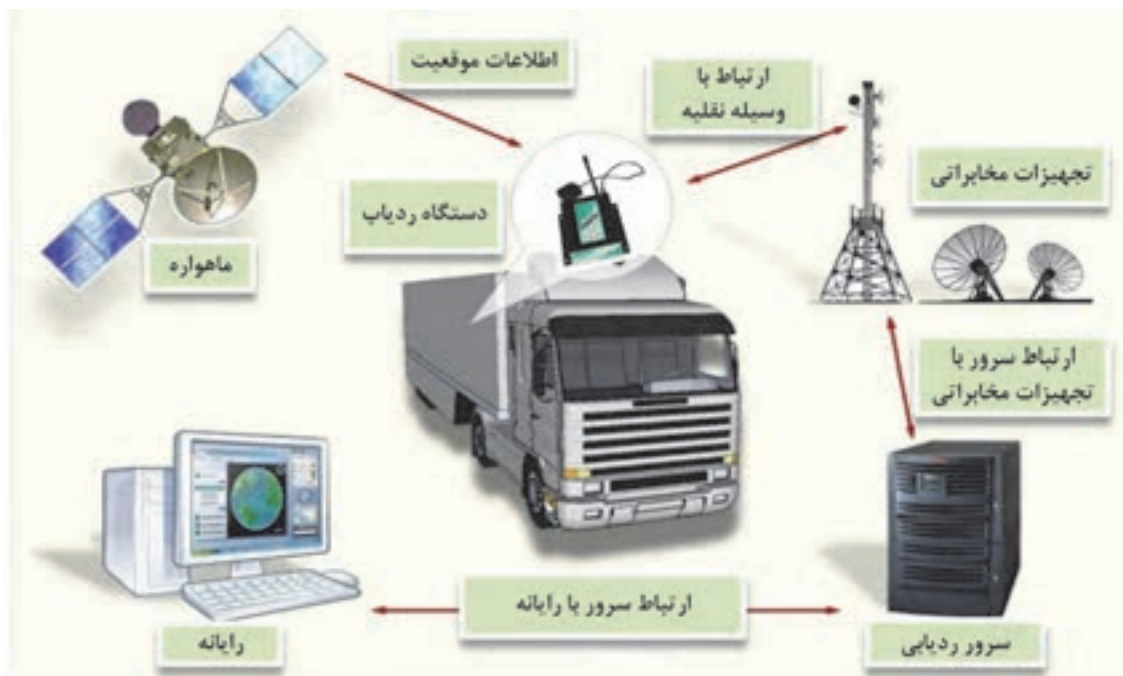 اطلاعات موقعیت
ارتباط با
وسیله نقلیه
تجهیزات مخابراتی
دستگاه ردیاب
ماهواره
ارتباط سرور با
تجهیزات مخابراتی
ارتباط سرور با رایانه
رایانه
سرور ردیابی